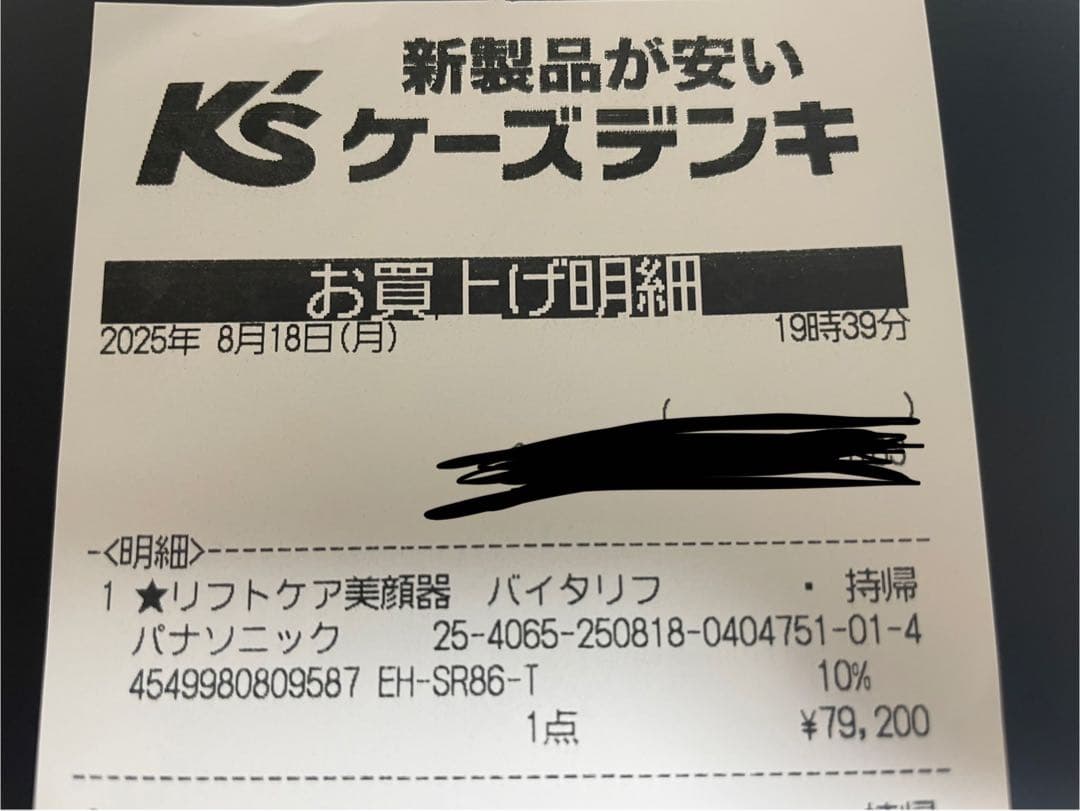 新製品が安い
K'sケーズデンキ
お買上げ明細
2025年 8月18日(月) 19時39分
( )
-<明細>-
1 ★リフトケア美顔器 バイタリフ ・ 持帰
パナソニック 25-4065-250818-0404751-01-4
4549980809587 EH-SR86-T 10%
1点 ¥79,200